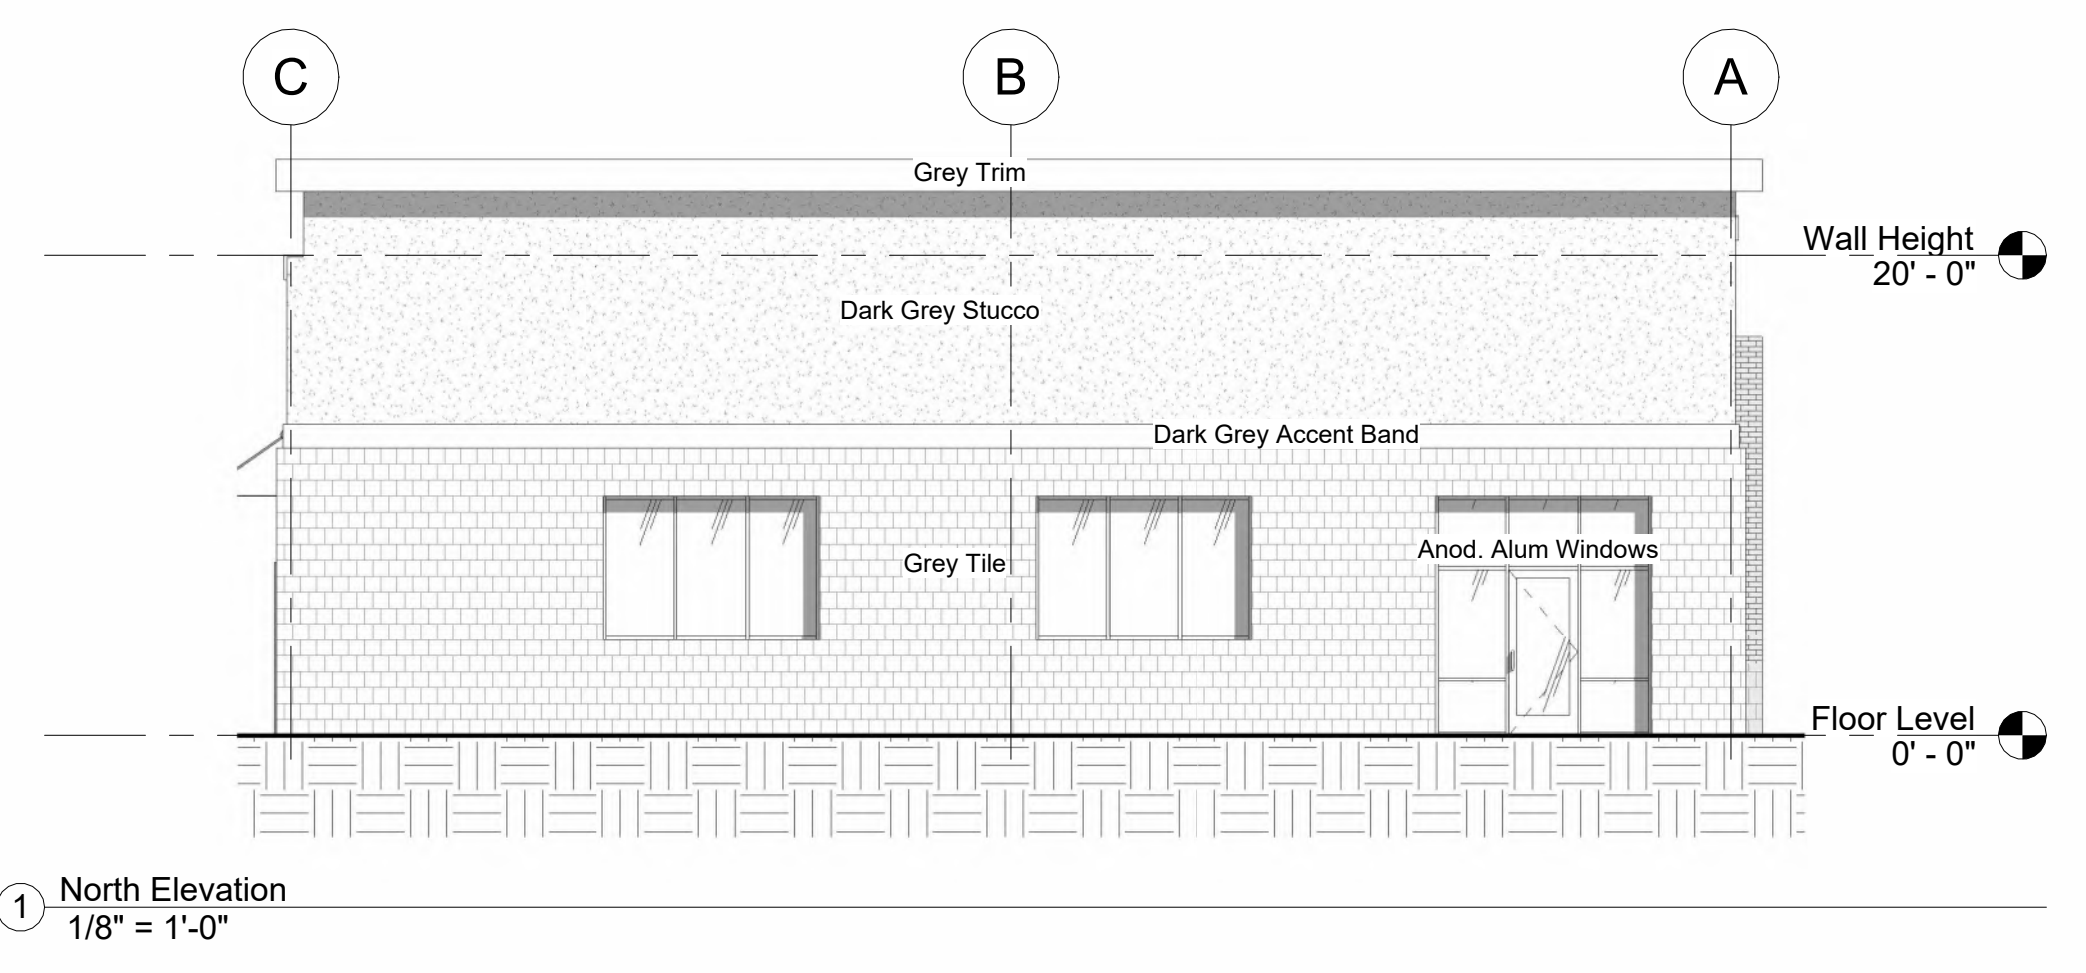 C
B
A
Grey Trim
Wall Height
20' - 0"
Dark Grey Stucco
Dark Grey Accent Band
Anod. Alum Windows
Grey Tile
Floor Level
0' - 0"
1
North Elevation
1/8" = 1'-0"